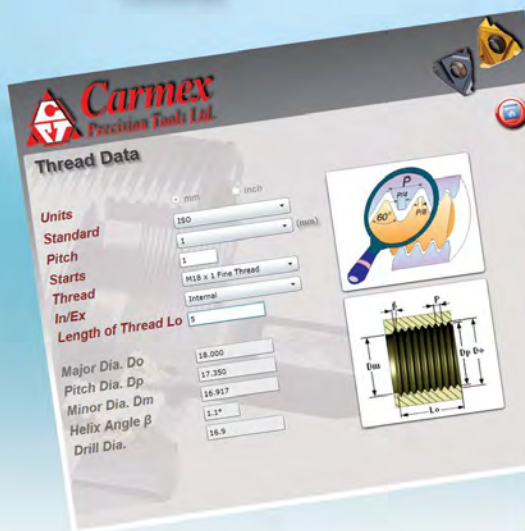 Carmex
Precision Tools Ltd.
CPT
Thread Data
Units
mm
inch
Standard
ISO
Pitch
1
(mm)
Starts
1
Thread
M18 x 1 Fine Thread
In/Ex
Internal
Length of Thread Lo
5
Major Dia. Do
18.000
Pitch Dia. Dp
17.350
Minor Dia. Dm
16.917
Helix Angle β
1.1°
Drill Dia.
16.9
P
P/4
60°
P/8
β
P
Dm
Dp
Do
Lo